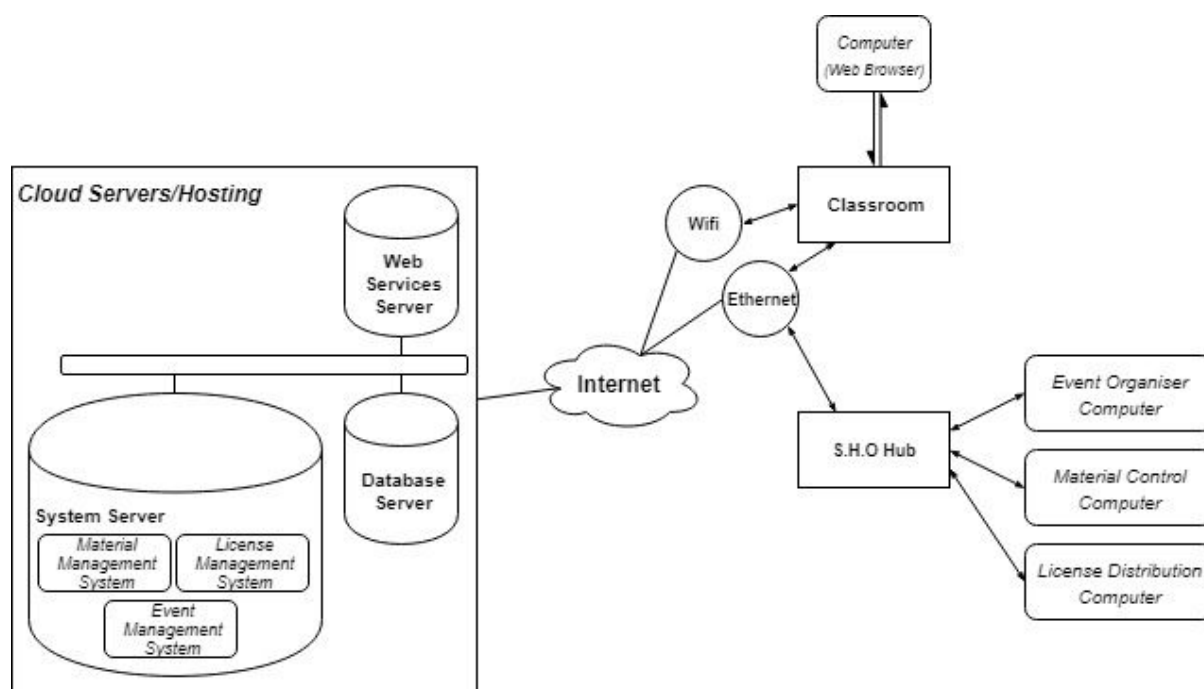 Computer
(Web Browser)
Cloud Servers/Hosting
Web
Services
Server
Wifi
Classroom
Ethernet
Internet
Event Organiser
Computer
S.H.O Hub
Material Control
Computer
License Distribution
Computer
Database
Server
System Server
Material
Management
System
License
Management
System
Event
Management
System